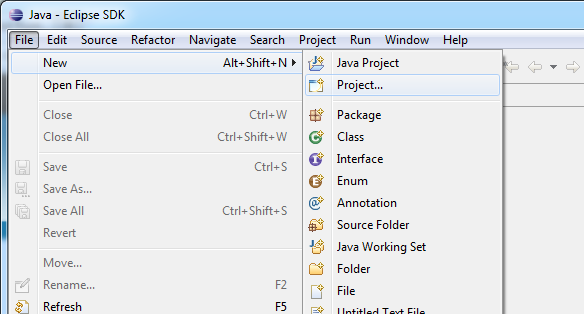 Java - Eclipse SDK
File Edit Source Refactor Navigate Search Project Run Window Help
New Alt+Shift+N
Open File...
Close Ctrl+W
Close All Ctrl+Shift+W
Save Ctrl+S
Save As...
Save All Ctrl+Shift+S
Revert
Move...
Rename... F2
Refresh F5
Java Project
Project...
Package
Class
Interface
Enum
Annotation
Source Folder
Java Working Set
Folder
File
Untitled Text File